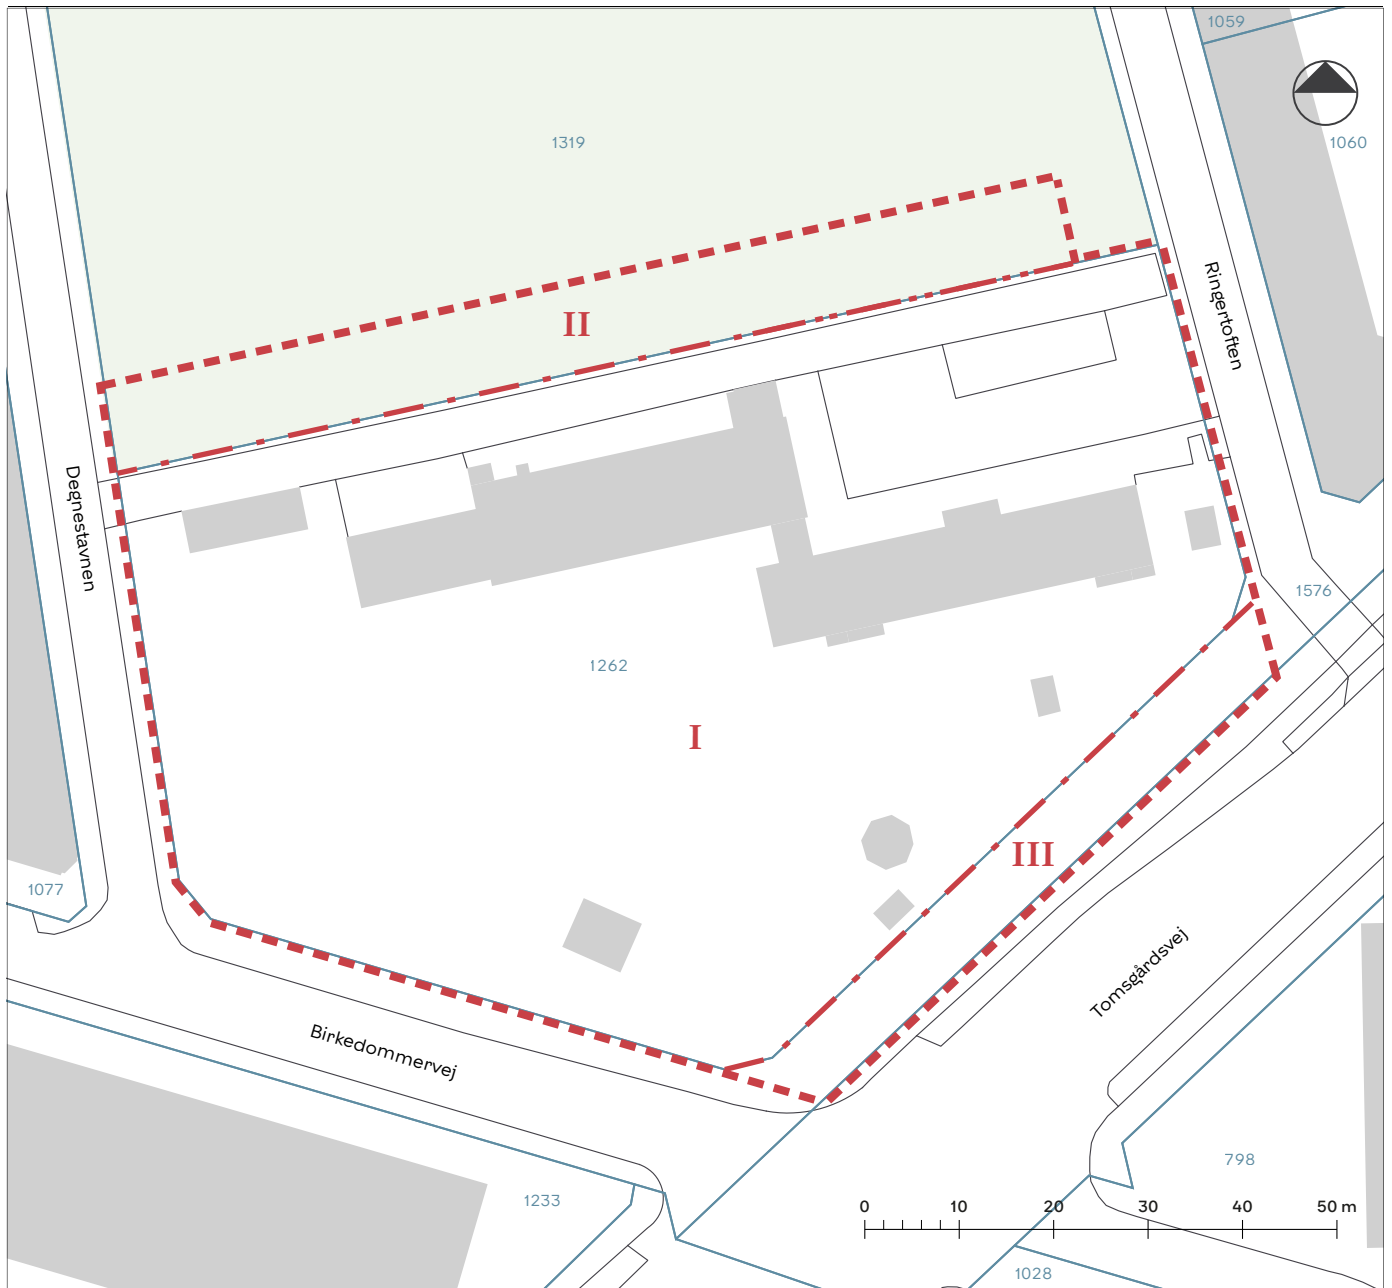 1059
1319
1060
Ringertoften
II
Degnestavnen
1576
1262
I
III
1077
Tomsgårdsvej
Birkedommervej
798
1233
0 10 20 30 40 50 m
1028